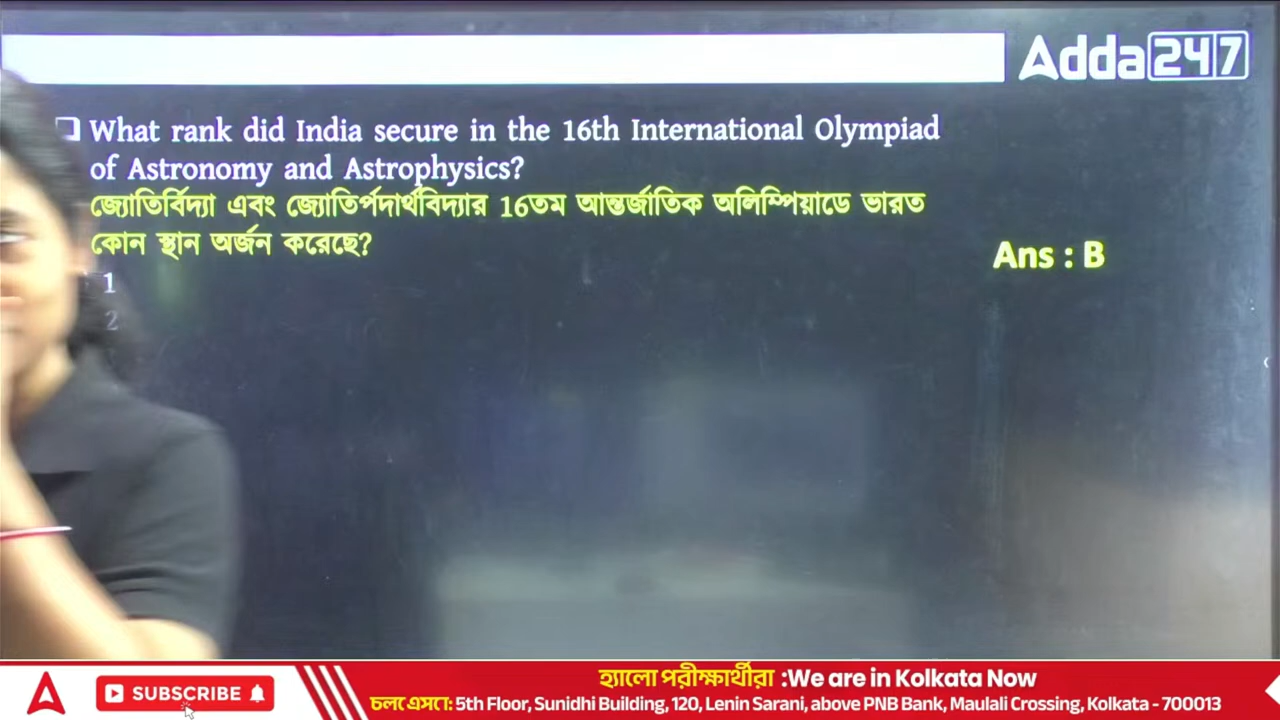 Adda247
What rank did India secure in the 16th International Olympiad
of Astronomy and Astrophysics?
জ্যোতির্বিদ্যা এবং জ্যোতির্পদার্থবিদ্যার 16তম আন্তর্জাতিক অলিম্পিয়াডে ভারত
কোন স্থান অর্জন করেছে?
Ans : B
1
2
SUBSCRIBE
হ্যালো পরীক্ষার্থীরা :We are in Kolkata Now
চলে এসো: 5th Floor, Sunidhi Building, 120, Lenin Sarani, above PNB Bank, Maulali Crossing, Kolkata - 700013